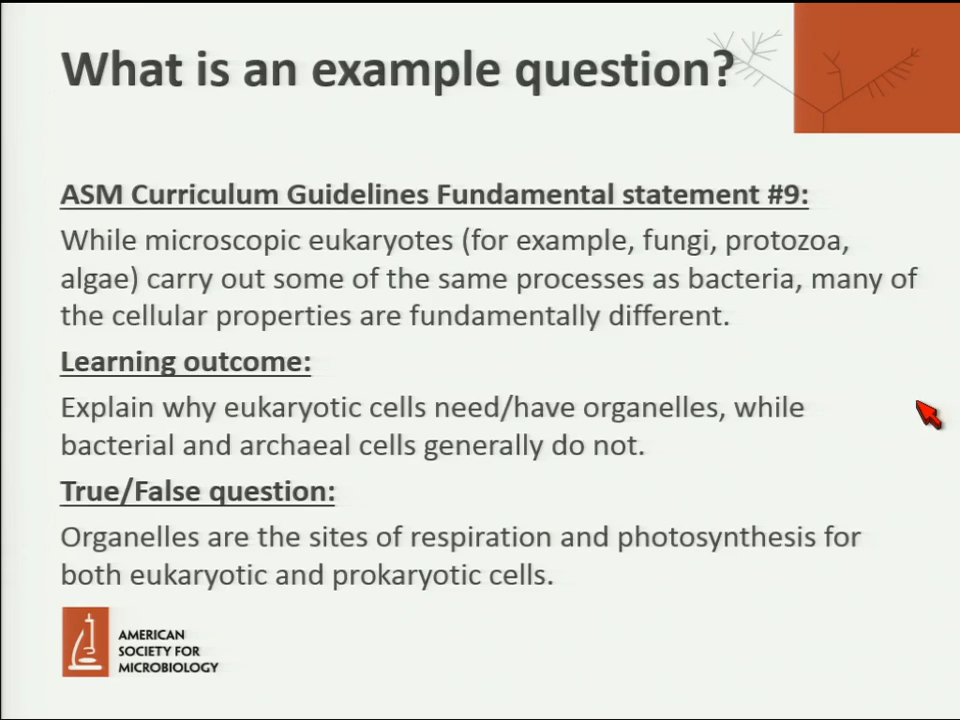 What is an example question?
ASM Curriculum Guidelines Fundamental statement #9:
While microscopic eukaryotes (for example, fungi, protozoa,
algae) carry out some of the same processes as bacteria, many of
the cellular properties are fundamentally different.
Learning outcome:
Explain why eukaryotic cells need/have organelles, while
bacterial and archaeal cells generally do not.
True/False question:
Organelles are the sites of respiration and photosynthesis for
both eukaryotic and prokaryotic cells.
AMERICAN
SOCIETY FOR
MICROBIOLOGY